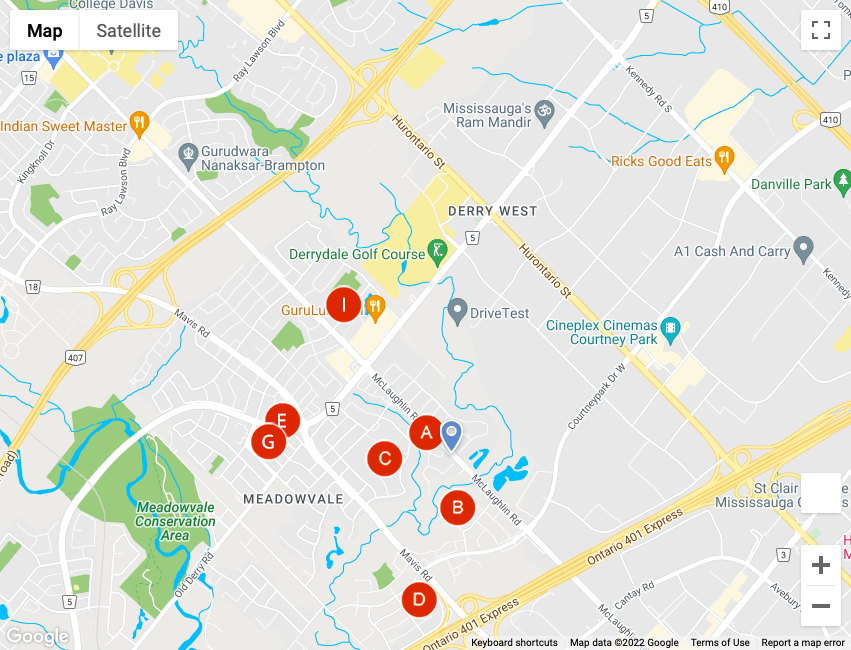 College Davis
410
5
Map
Satellite
e plaza
15
Ray Lawson Blvd
Kennedy Rd S
Indian Sweet Master
Mississauga's
Ram Mandir
410
Hurontario St
Gurudwara
Nanaksar-Brampton
Kingknoll Dr
Ray Lawson Blvd
Ricks Good Eats
Danville Park
DERRY WEST
5
Derrydale Golf Course
A1 Cash And Carry
Hurontario St
Kennedy
18
I
GuruLu
DriveTest
Mavis Rd
Cineplex Cinemas
Courtney Park
407
Courtneypark Dr W
McLaughlin Rd
5
E
G
A
C
road)
McLaughlin Rd
MEADOWVALE
B
Meadowvale
Conservation
Area
St Clair
Mississauga C
Ontario 401 Express
Old Derry Rd
Mavis Rd
3
H
M
5
D
Cantay Rd
Avebury
Ontario 401 Express
McLaughlin
Google
Keyboard shortcuts
Map data ©2022 Google
Terms of Use
Report a map error